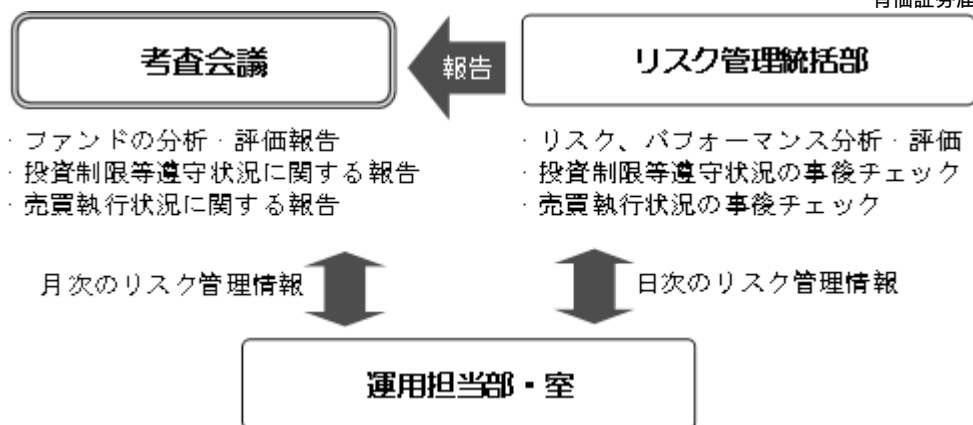 考査会議
報告
リスク管理統括部
・ファンドの分析・評価報告
・投資制限等遵守状況に関する報告
・売買執行状況に関する報告
・リスク、パフォーマンス分析・評価
・投資制限等遵守状況の事後チェック
・売買執行状況の事後チェック
月次のリスク管理情報
日次のリスク管理情報
運用担当部・室